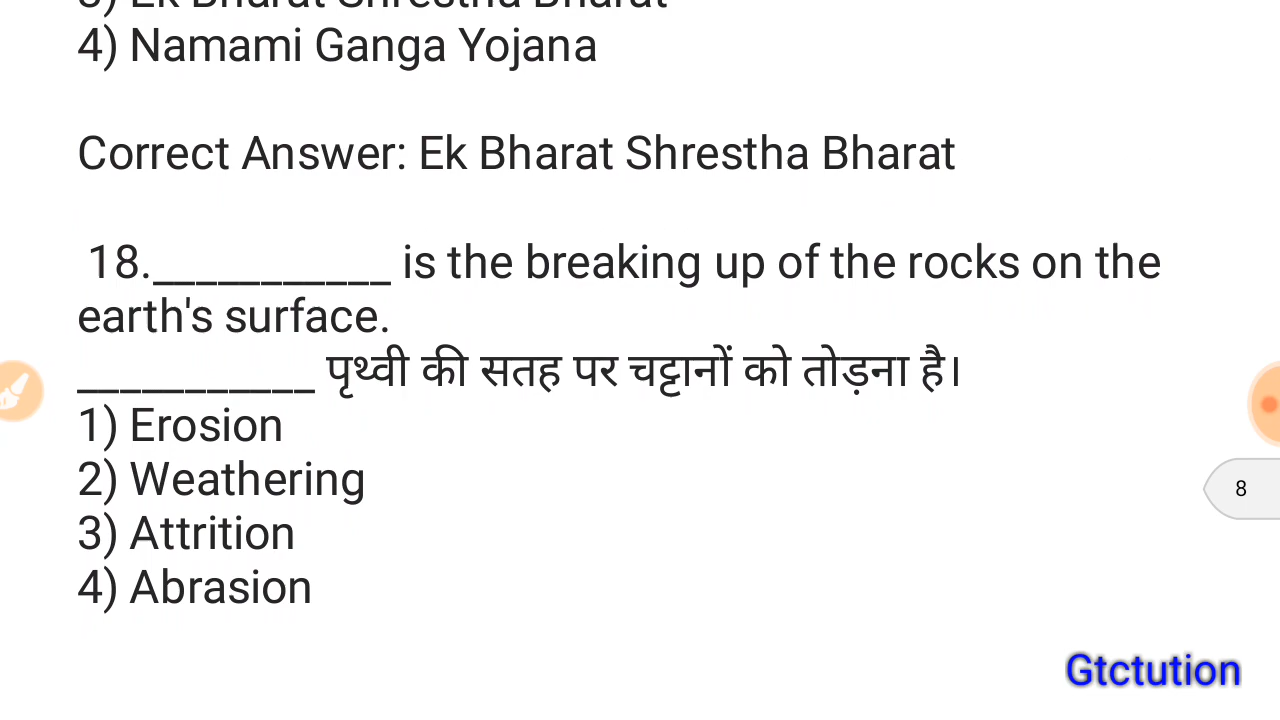 3) Ek Bharat Shrestha Bharat
4) Namami Ganga Yojana
Correct Answer: Ek Bharat Shrestha Bharat
18.___________ is the breaking up of the rocks on the
earth's surface.
___________ पृथ्वी की सतह पर चट्टानों को तोड़ना है।
1) Erosion
2) Weathering
3) Attrition
4) Abrasion
8
Gtctution